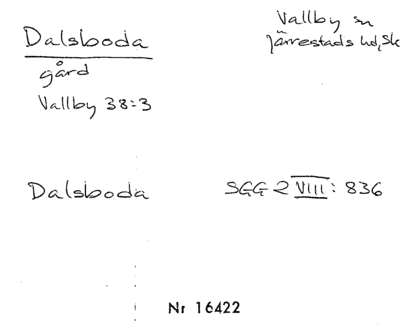 Dalsboda
gård
Vallby 38:3
Vallby sn
Järrestads hd, Sk
Dalsboda
SGG 2 VIII: 836
Nr 16422